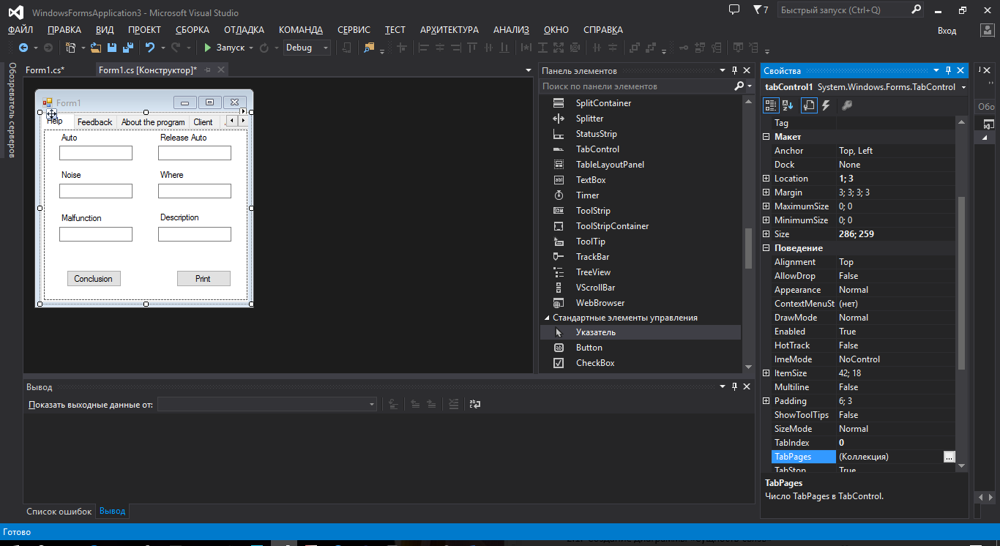 WindowsFormsApplication3 - Microsoft Visual Studio
7
Быстрый запуск (Ctrl+Q)
ФАЙЛ ПРАВКА ВИД ПРОЕКТ СБОРКА ОТЛАДКА КОМАНДА СЕРВИС ТЕСТ АРХИТЕКТУРА АНАЛИЗ ОКНО СПРАВКА
Вход
Запуск Debug
Обозреватель серверов
Form1.cs*
Form1.cs [Конструктор]*
Form1
Help Feedback About the program Client
Auto Release Auto
Noise Where
Malfunction Description
Conclusion Print
Панель элементов
Поиск по панели элементов
SplitContainer
Splitter
StatusStrip
TabControl
TableLayoutPanel
TextBox
Timer
ToolStrip
ToolStripContainer
ToolTip
TrackBar
TreeView
VScrollBar
WebBrowser
Стандартные элементы управления
Указатель
Button
CheckBox
Свойства
tabControl1 System.Windows.Forms.TabControl
Tag
Макет
Anchor Top, Left
Dock None
Location 1; 3
Margin 3; 3; 3; 3
MaximumSize 0; 0
MinimumSize 0; 0
Size 286; 259
Поведение
Alignment Top
AllowDrop False
Appearance Normal
ContextMenuSt (нет)
DrawMode Normal
Enabled True
HotTrack False
ImeMode NoControl
ItemSize 42; 18
Multiline False
Padding 6; 3
ShowToolTips False
SizeMode Normal
TabIndex 0
TabPages (Коллекция) ...
TabStop True
TabPages
Число TabPages в TabControl.
Обо
Вывод
Показать выходные данные от:
Список ошибок Вывод
Готово